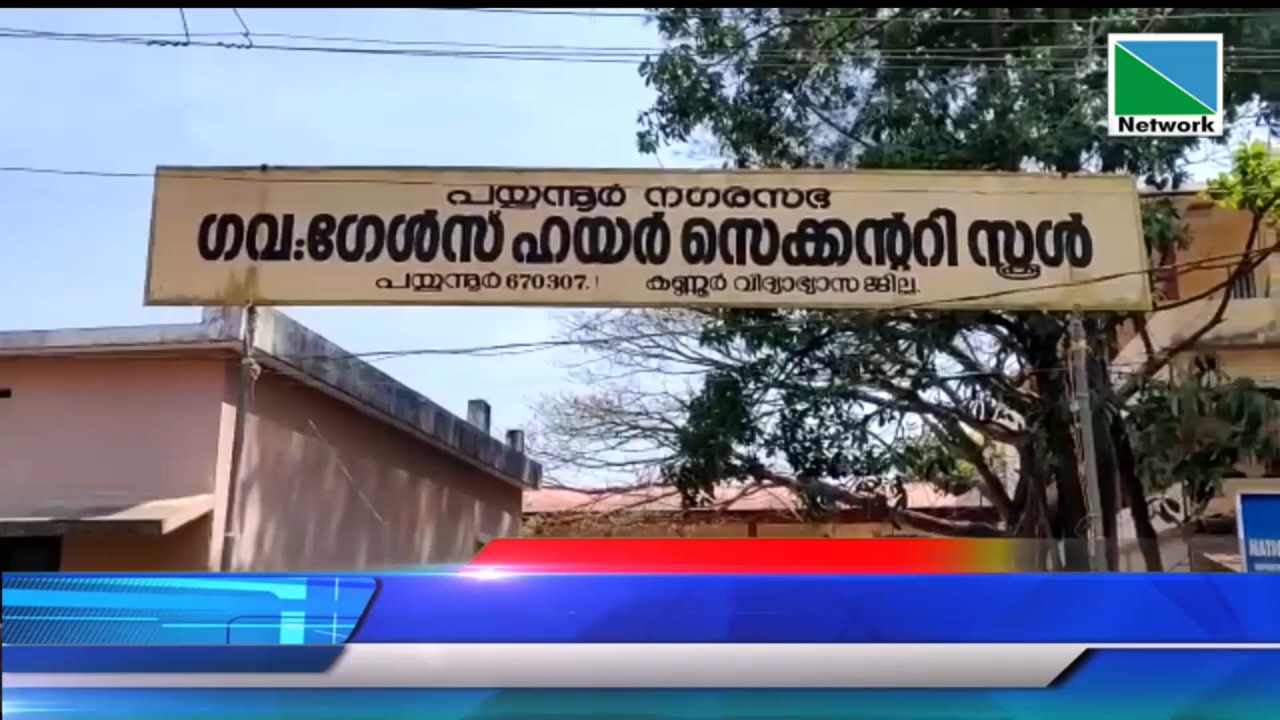 Network
പയ്യന്നൂർ നഗരസഭ
ഗവ:ഗേൾസ് ഹയർ സെക്കന്ററി സ്കൂൾ
പയ്യന്നൂർ 670307. കണ്ണൂർ വിദ്യാഭ്യാസ ജില്ല.